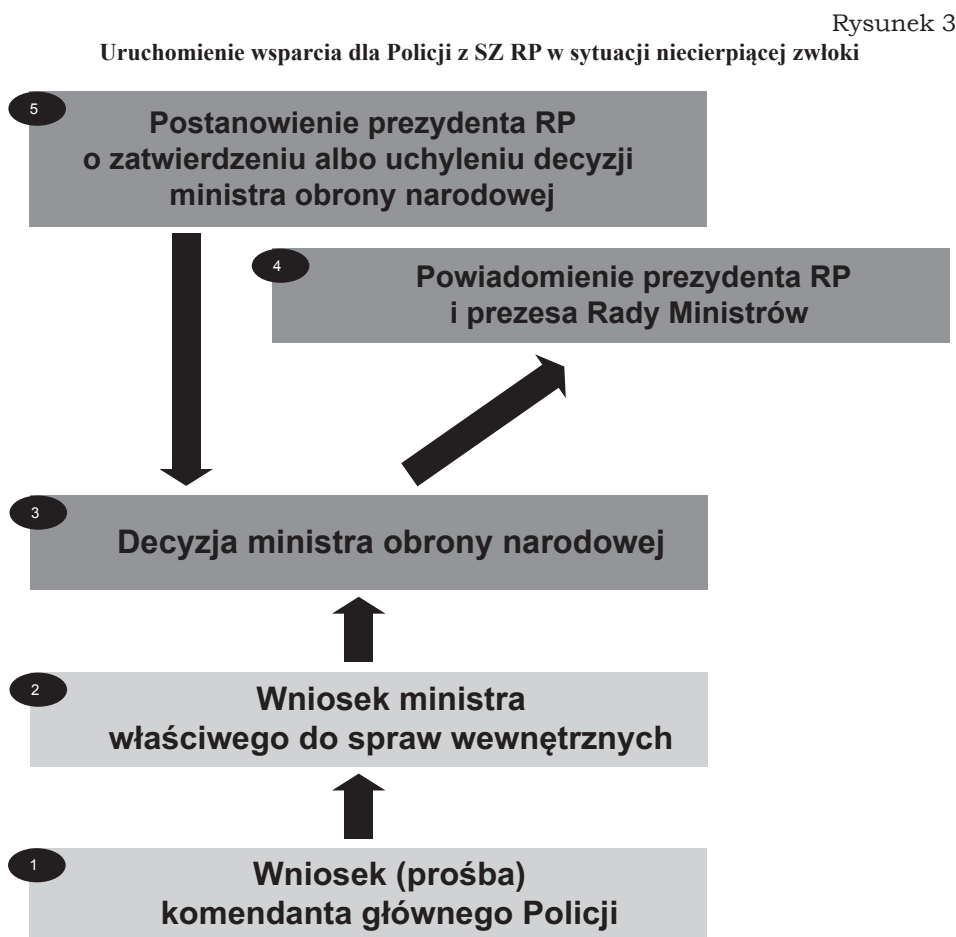 Rysunek 3
Uruchomienie wsparcia dla Policji z SZ RP w sytuacji niecierpiącej zwłoki
5
Postanowienie prezydenta RP
o zatwierdzeniu albo uchyleniu decyzji
ministra obrony narodowej
4
Powiadomienie prezydenta RP
i prezesa Rady Ministrów
3
Decyzja ministra obrony narodowej
2
Wniosek ministra
właściwego do spraw wewnętrznych
1
Wniosek (prośba)
komendanta głównego Policji